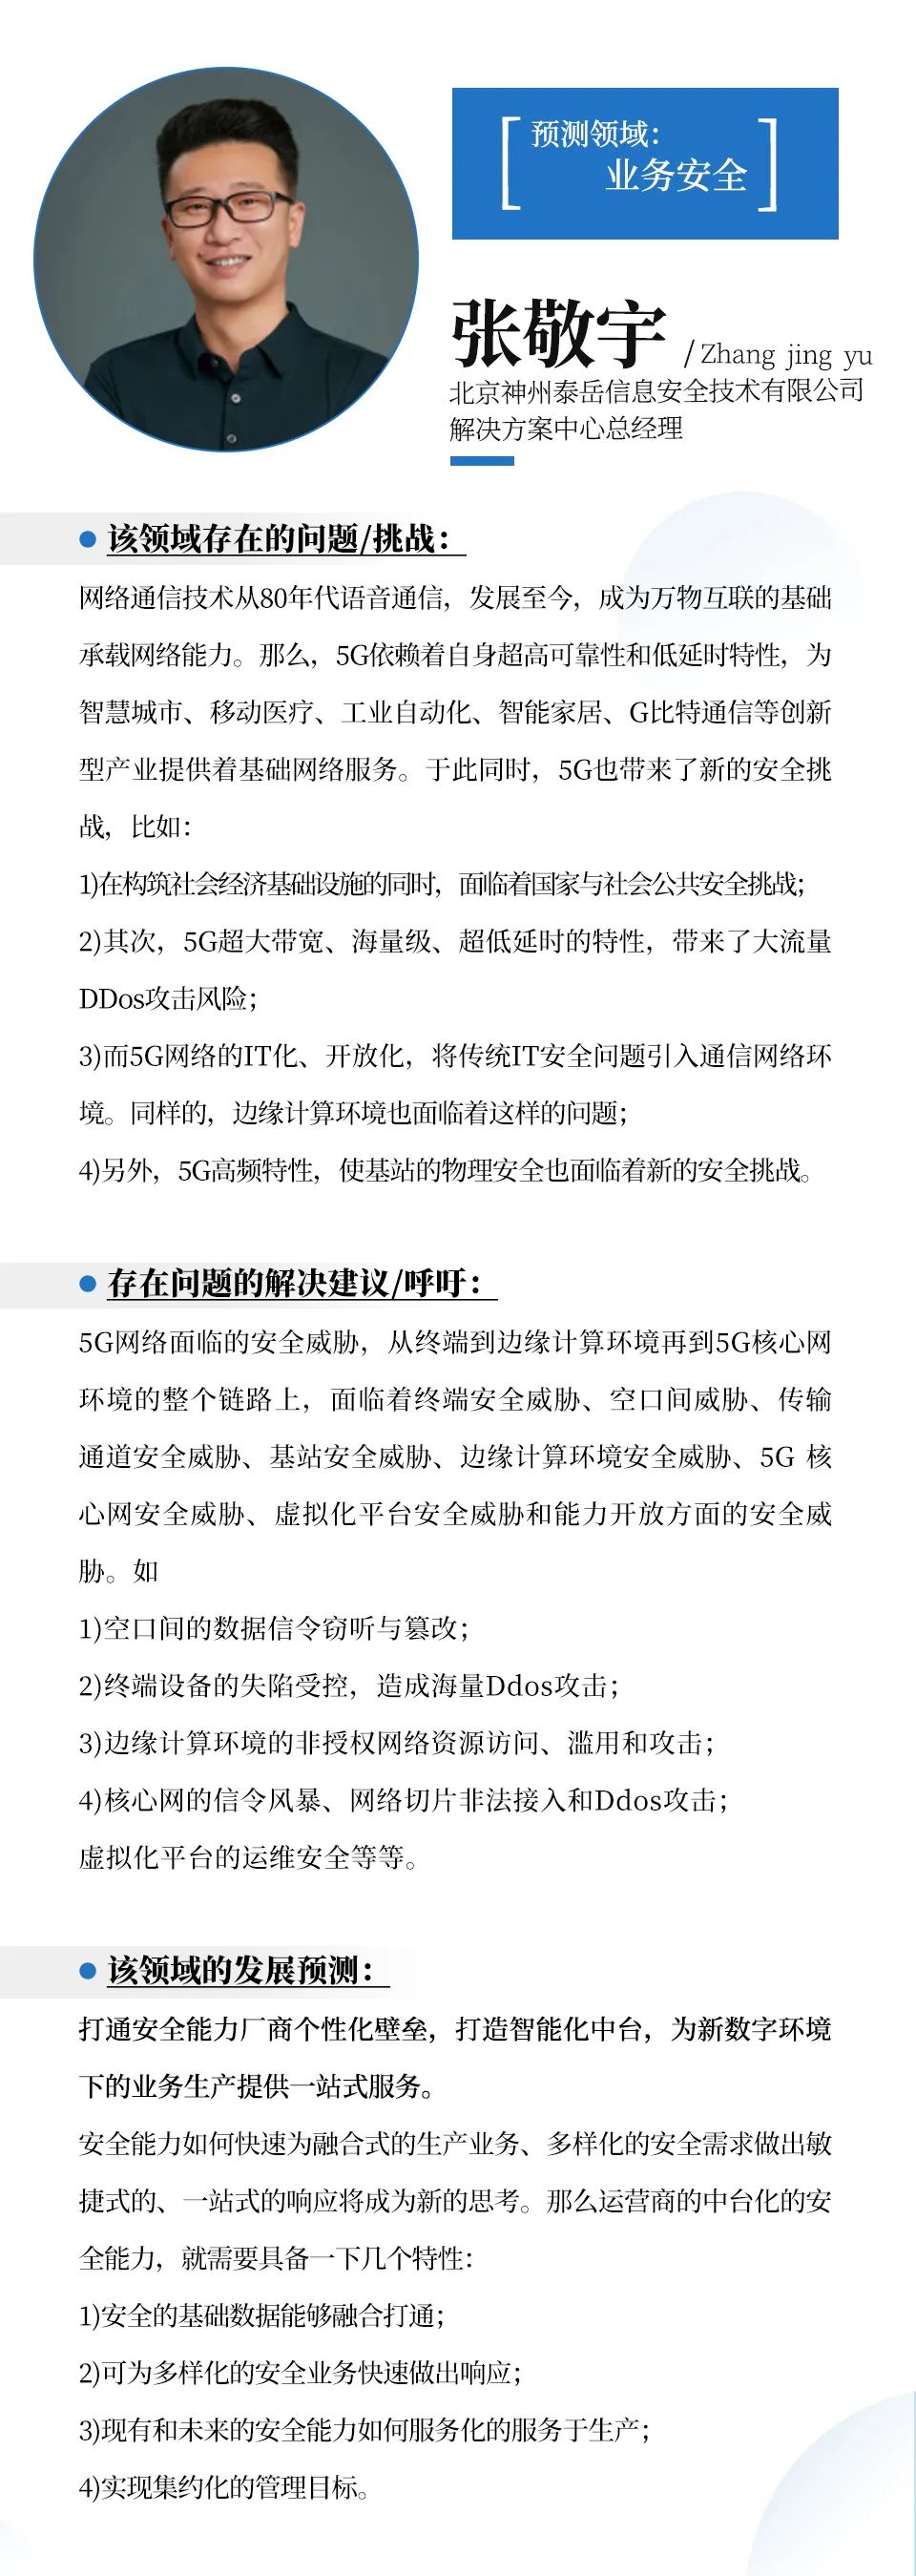 预测领域：
业务安全
张敬宇 /Zhang jing yu
北京神州泰岳信息安全技术有限公司
解决方案中心总经理
该领域存在的问题/挑战：
网络通信技术从80年代语音通信，发展至今，成为万物互联的基础
承载网络能力。那么，5G依赖着自身超高可靠性和低延时特性，为
智慧城市、移动医疗、工业自动化、智能家居、G比特通信等创新
型产业提供着基础网络服务。于此同时，5G也带来了新的安全挑
战，比如：
1)在构筑社会经济基础设施的同时，面临着国家与社会公共安全挑战；
2)其次，5G超大带宽、海量级、超低延时的特性，带来了大流量
DDos攻击风险；
3)而5G网络的IT化、开放化，将传统IT安全问题引入通信网络环
境。同样的，边缘计算环境也面临着这样的问题；
4)另外，5G高频特性，使基站的物理安全也面临着新的安全挑战。
存在问题的解决建议/呼吁：
5G网络面临的安全威胁，从终端到边缘计算环境再到5G核心网
环境的整个链路上，面临着终端安全威胁、空口间威胁、传输
通道安全威胁、基站安全威胁、边缘计算环境安全威胁、5G 核
心网安全威胁、虚拟化平台安全威胁和能力开放方面的安全威
胁。如
1)空口间的数据信令窃听与篡改；
2)终端设备的失陷受控，造成海量Ddos攻击；
3)边缘计算环境的非授权网络资源访问、滥用和攻击；
4)核心网的信令风暴、网络切片非法接入和Ddos攻击；
虚拟化平台的运维安全等等。
该领域的发展预测：
打通安全能力厂商个性化壁垒，打造智能化中台，为新数字环境
下的业务生产提供一站式服务。
安全能力如何快速为融合式的生产业务、多样化的安全需求做出敏
捷式的、一站式的响应将成为新的思考。那么运营商的中台化的安
全能力，就需要具备一下几个特性：
1)安全的基础数据能够融合打通；
2)可为多样化的安全业务快速做出响应；
3)现有和未来的安全能力如何服务化的服务于生产；
4)实现集约化的管理目标。